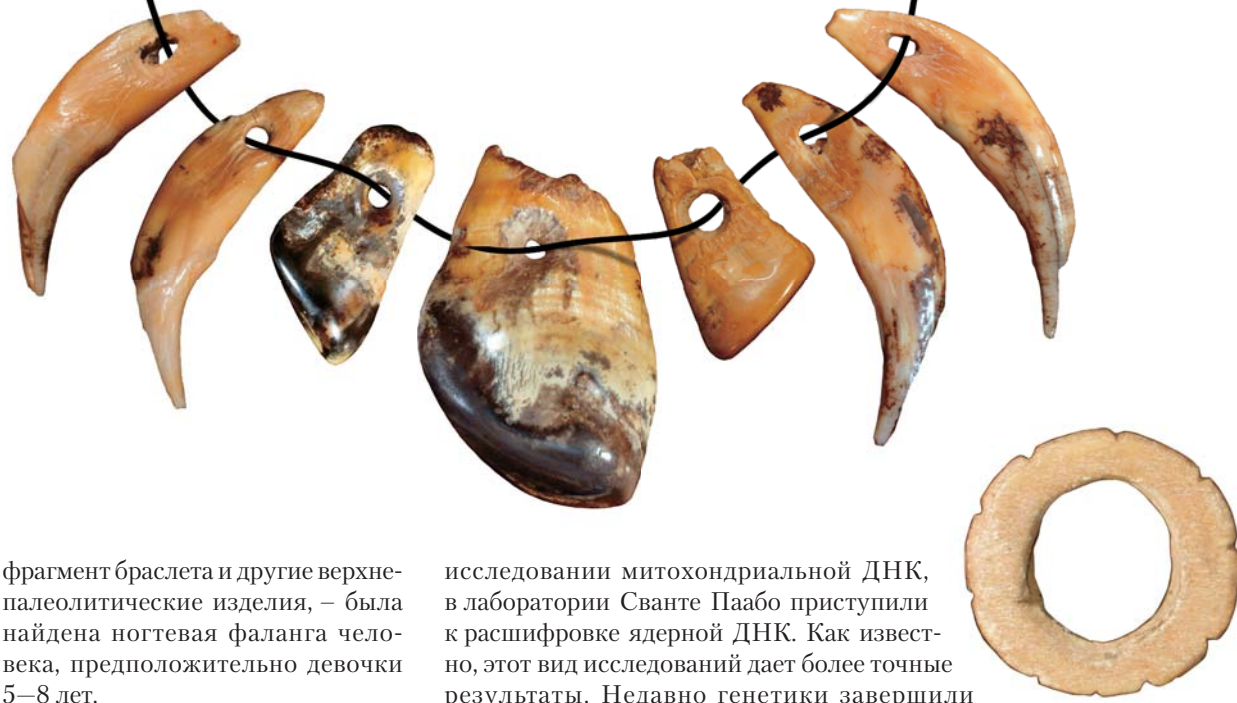 фрагмент браслета и другие верхне-
палеолитические изделия, – была
найдена ногтевая фаланга чело-
века, предположительно девочки
5–8 лет.
исследовании митохондриальной ДНК,
в лаборатории Сванте Паабо приступили
к расшифровке ядерной ДНК. Как извест-
но, этот вид исследований дает более точные
результаты. Недавно генетики завершили